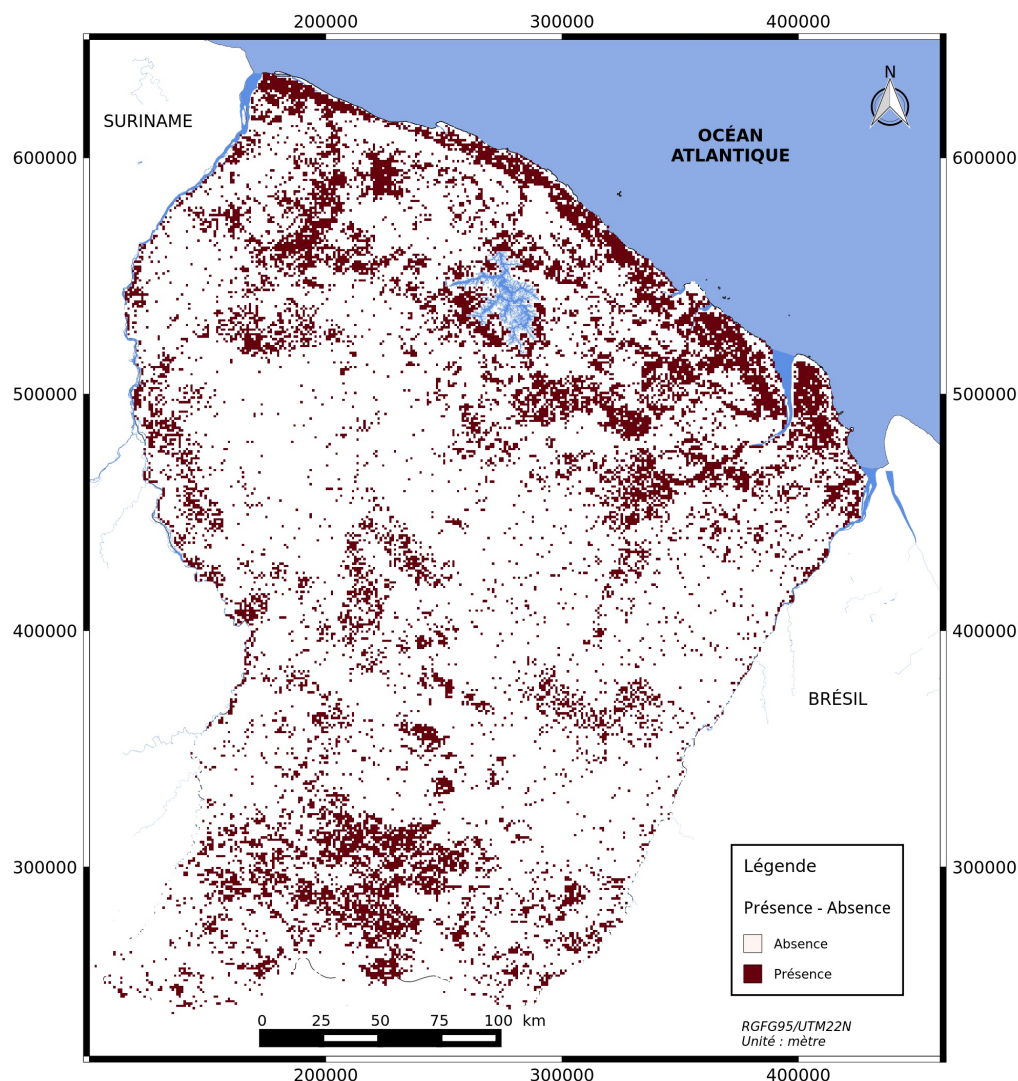 200000 300000 400000
N
SURINAME
OCÉAN
ATLANTIQUE
600000 600000
500000 500000
400000 400000
BRÉSIL
300000 300000
Légende
Présence - Absence
Absence
Présence
0 25 50 75 100 km
RGFG95/UTM22N
Unité : mètre
200000 300000 400000